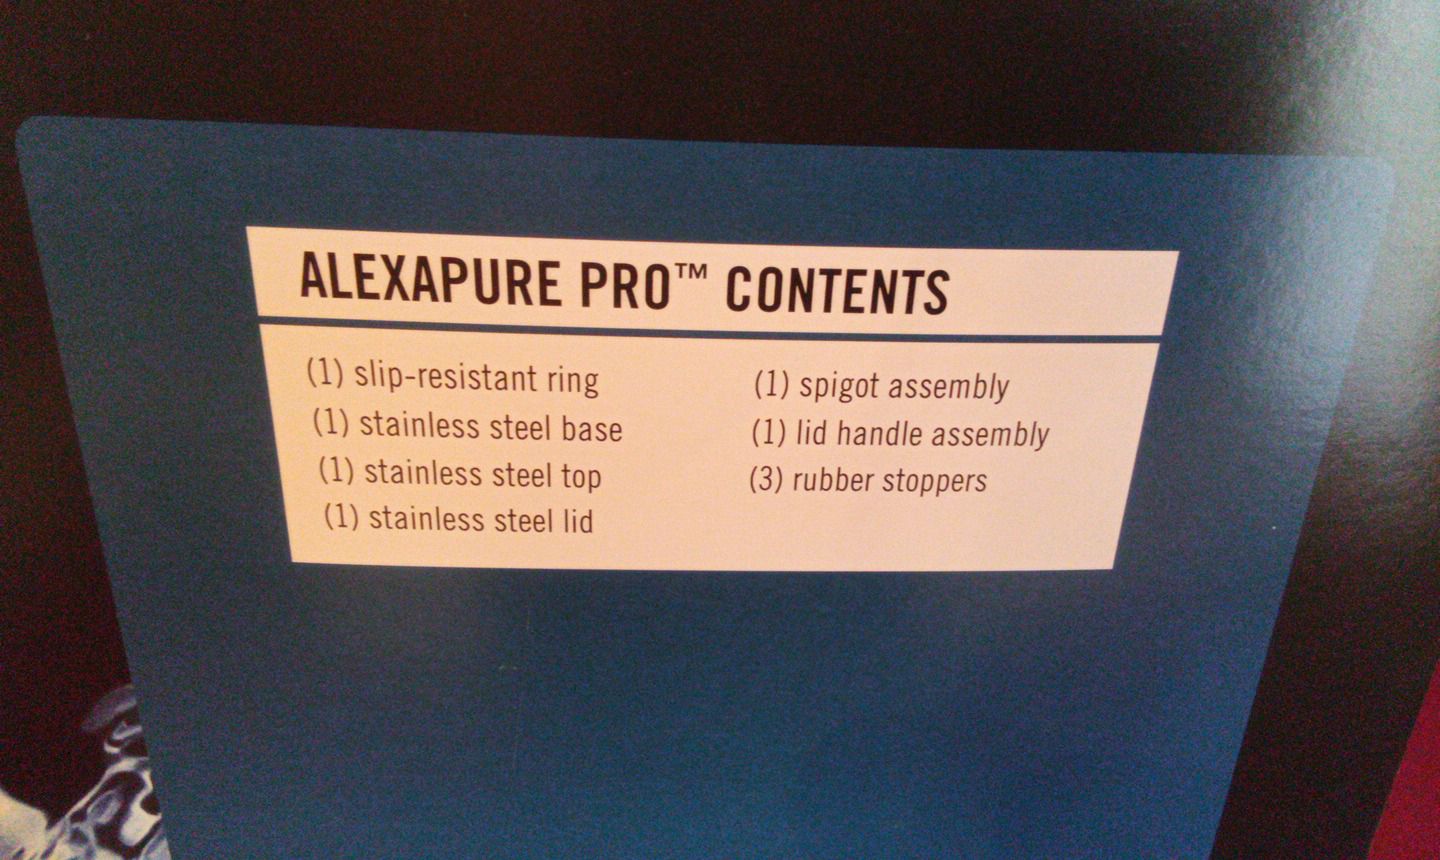 ALEXAPURE PRO™ CONTENTS
(1) slip-resistant ring
(1) stainless steel base
(1) stainless steel top
(1) stainless steel lid
(1) spigot assembly
(1) lid handle assembly
(3) rubber stoppers